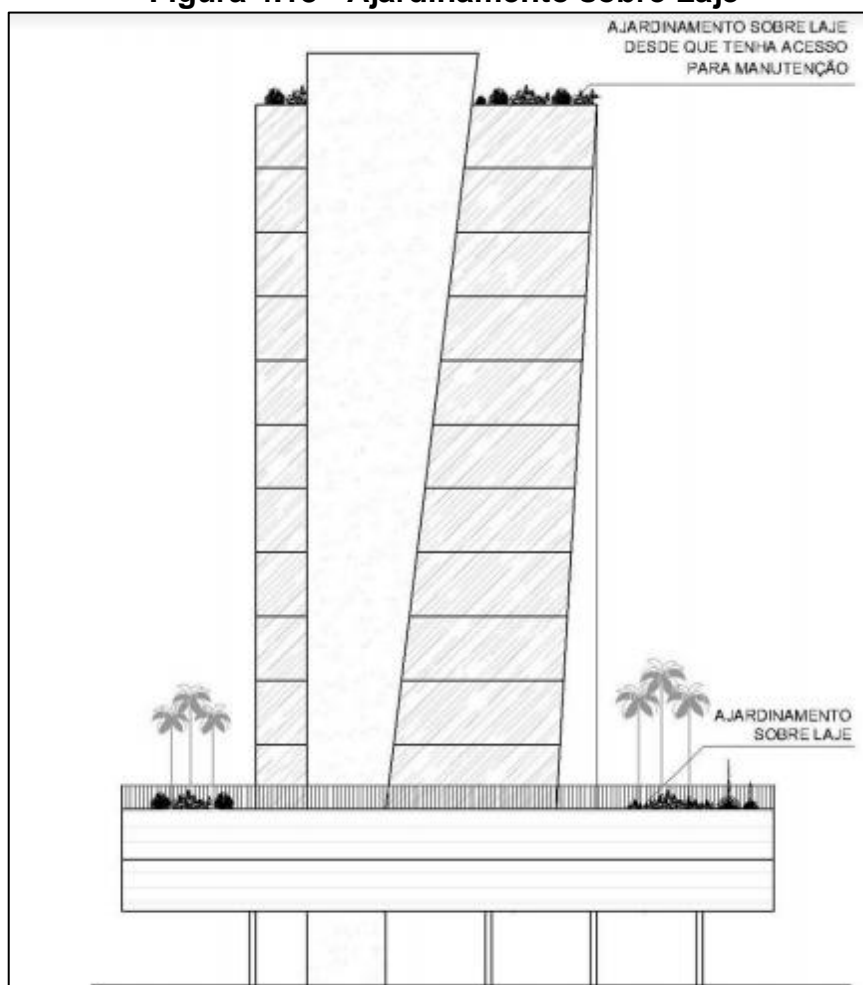 AJARDINAMENTO SOBRE LAJE
DESDE QUE TENHA ACESSO
PARA MANUTENÇÃO
AJARDINAMENTO
SOBRE LAJE